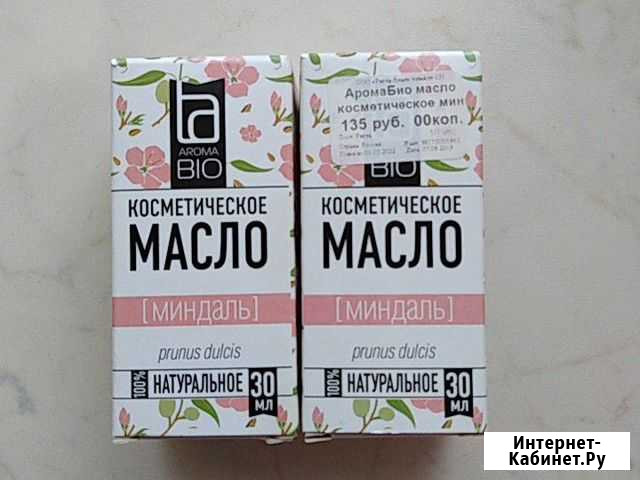 AROMA
BIO
КОСМЕТИЧЕСКОЕ
МАСЛО
[МИНДАЛЬ]
prunus dulcis
100% НАТУРАЛЬНОЕ 30 МЛ
АромаБио масло
косметическое мин
135 руб. 00коп.
BIO
КОСМЕТИЧЕСКОЕ
МАСЛО
[МИНДАЛЬ]
prunus dulcis
100% НАТУРАЛЬНОЕ 30 МЛ
Интернет-
Кабинет.Ру